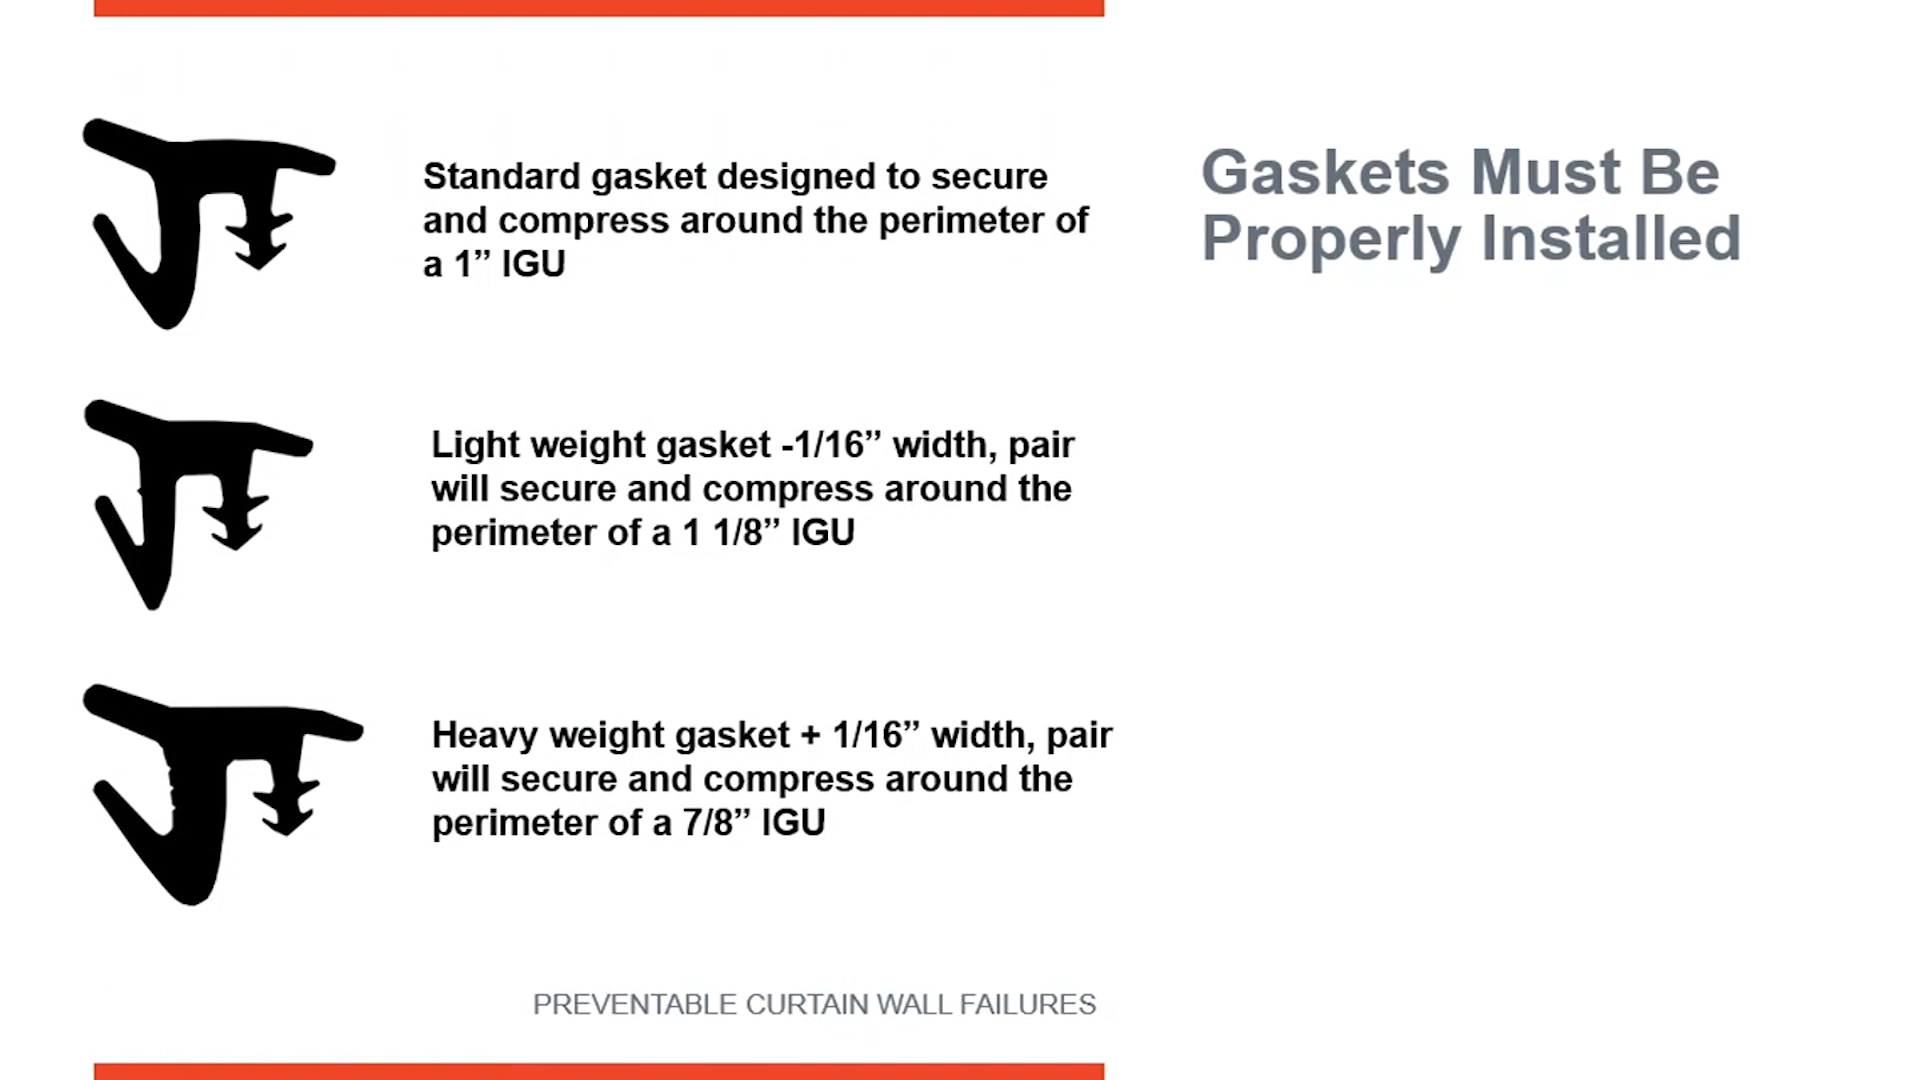 Gaskets Must Be
Properly Installed
Standard gasket designed to secure
and compress around the perimeter of
a 1” IGU
Light weight gasket -1/16” width, pair
will secure and compress around the
perimeter of a 1 1/8” IGU
Heavy weight gasket + 1/16” width, pair
will secure and compress around the
perimeter of a 7/8” IGU
PREVENTABLE CURTAIN WALL FAILURES